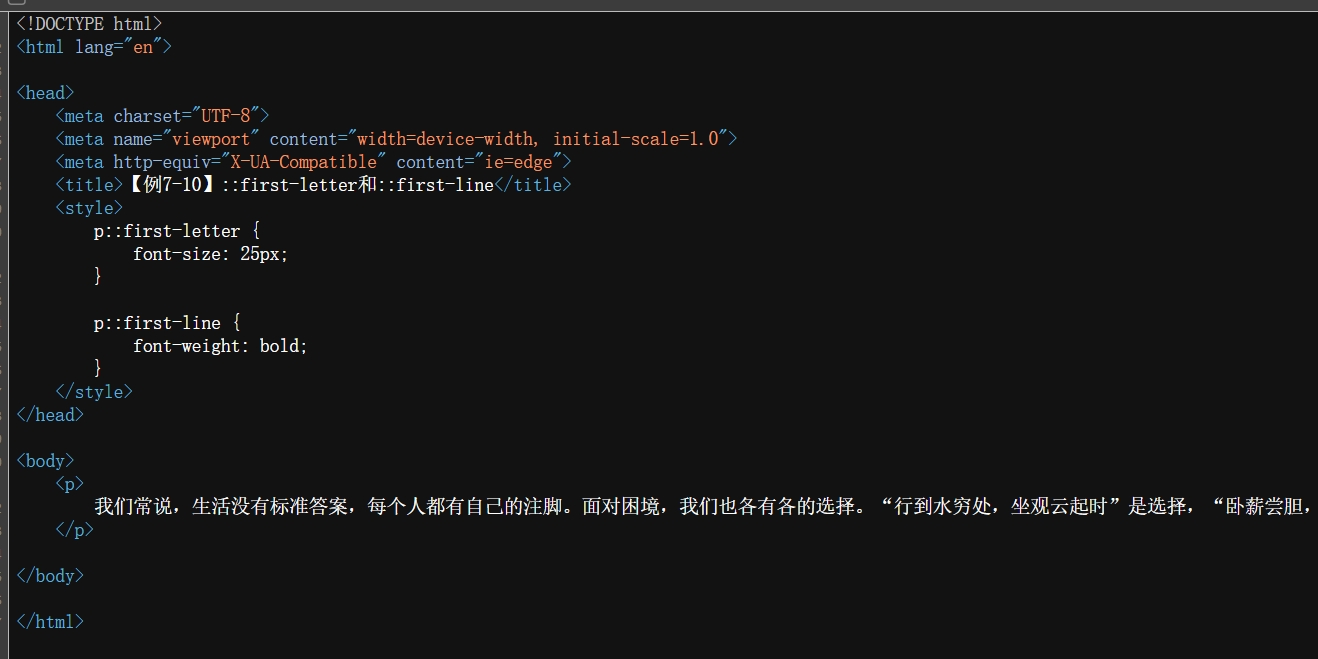 <!DOCTYPE html>
<html lang="en">
<head>
<meta charset="UTF-8">
<meta name="viewport" content="width=device-width, initial-scale=1.0">
<meta http-equiv="X-UA-Compatible" content="ie=edge">
<title>【例7-10】::first-letter和::first-line</title>
<style>
p::first-letter {
font-size: 25px;
}
p::first-line {
font-weight: bold;
}
</style>
</head>
<body>
<p>
我们常说，生活没有标准答案，每个人都有自己的注脚。面对困境，我们也各有各的选择。“行到水穷处，坐观云起时”是选择，“卧薪尝胆，
</p>
</body>
</html>